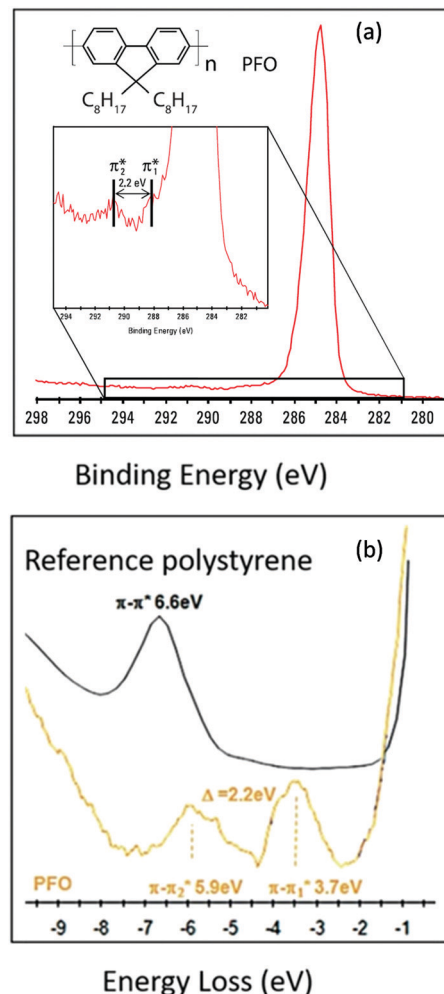 (a)
n PFO
C8H17 C8H17
π2* π1*
2.2 eV
294 292 290 288 286 284 282
Binding Energy (eV)
298 296 294 292 290 288 286 284 282 280
Binding Energy (eV)
(b)
Reference polystyrene
π-π* 6.6eV
Δ =2.2eV
PFO
π-π2* 5.9eV π-π1* 3.7eV
-9 -8 -7 -6 -5 -4 -3 -2 -1
Energy Loss (eV)